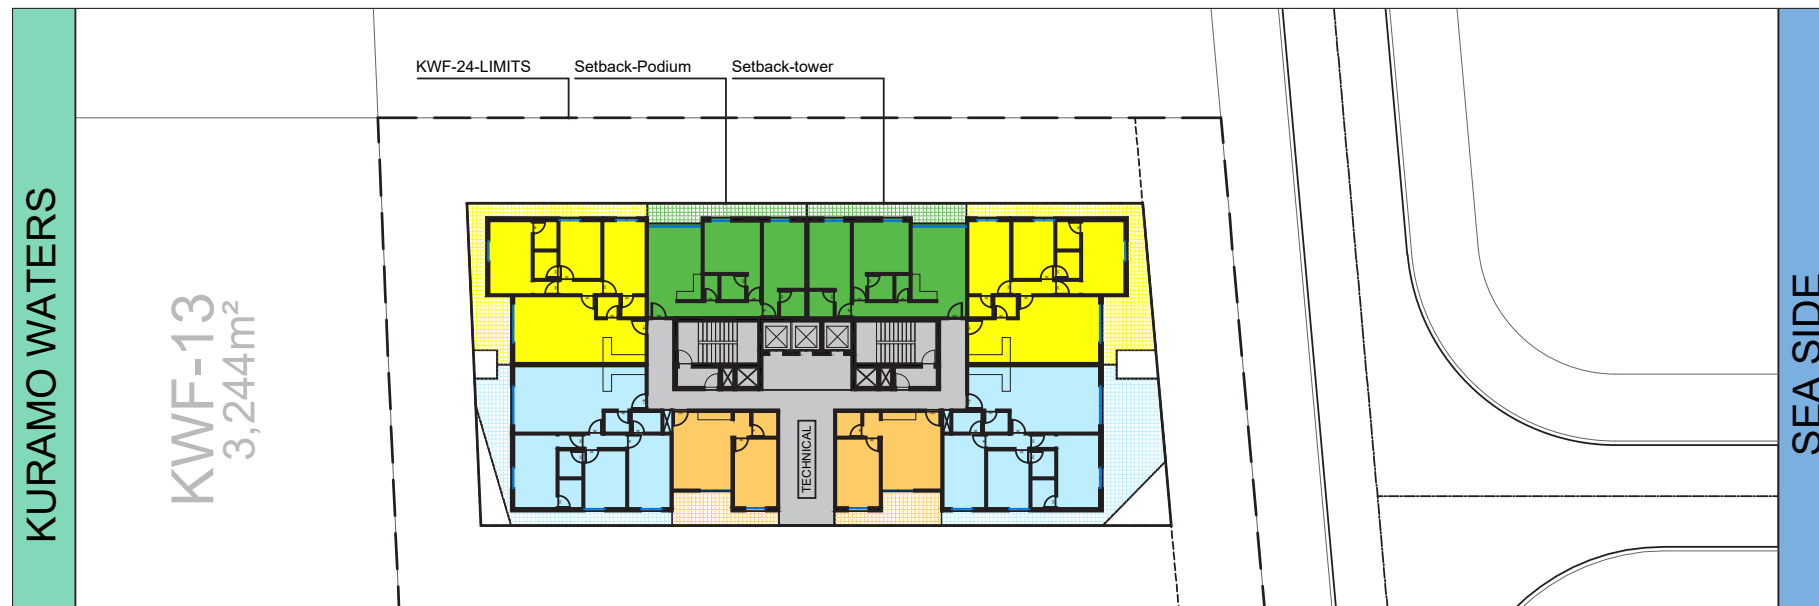 KWF-24-LIMITS
Setback-Podium
Setback-tower
KURAMO WATERS
KWF-13
3,244m²
TECHNICAL
SEA SIDE